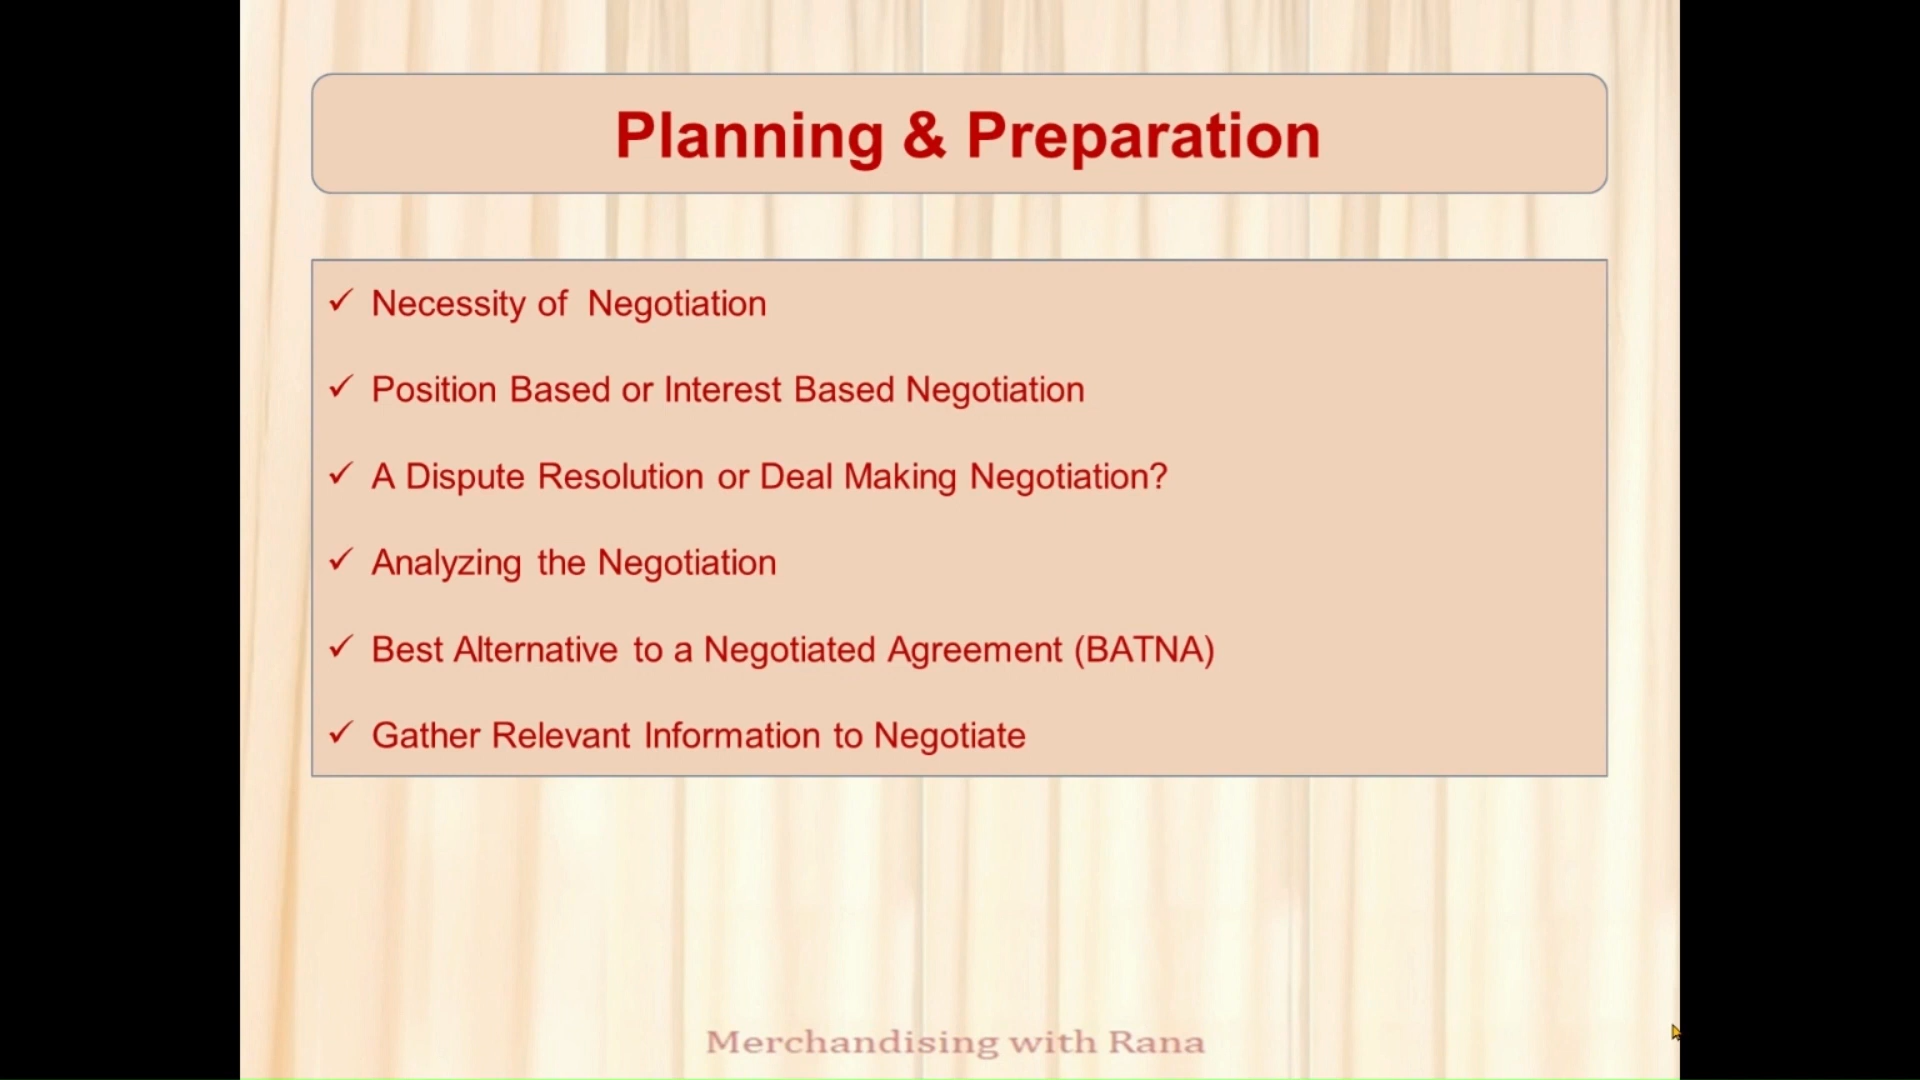 Planning & Preparation
✓ Necessity of  Negotiation
✓ Position Based or Interest Based Negotiation
✓ A Dispute Resolution or Deal Making Negotiation?
✓ Analyzing the Negotiation
✓ Best Alternative to a Negotiated Agreement (BATNA)
✓ Gather Relevant Information to Negotiate
Merchandising with Rana